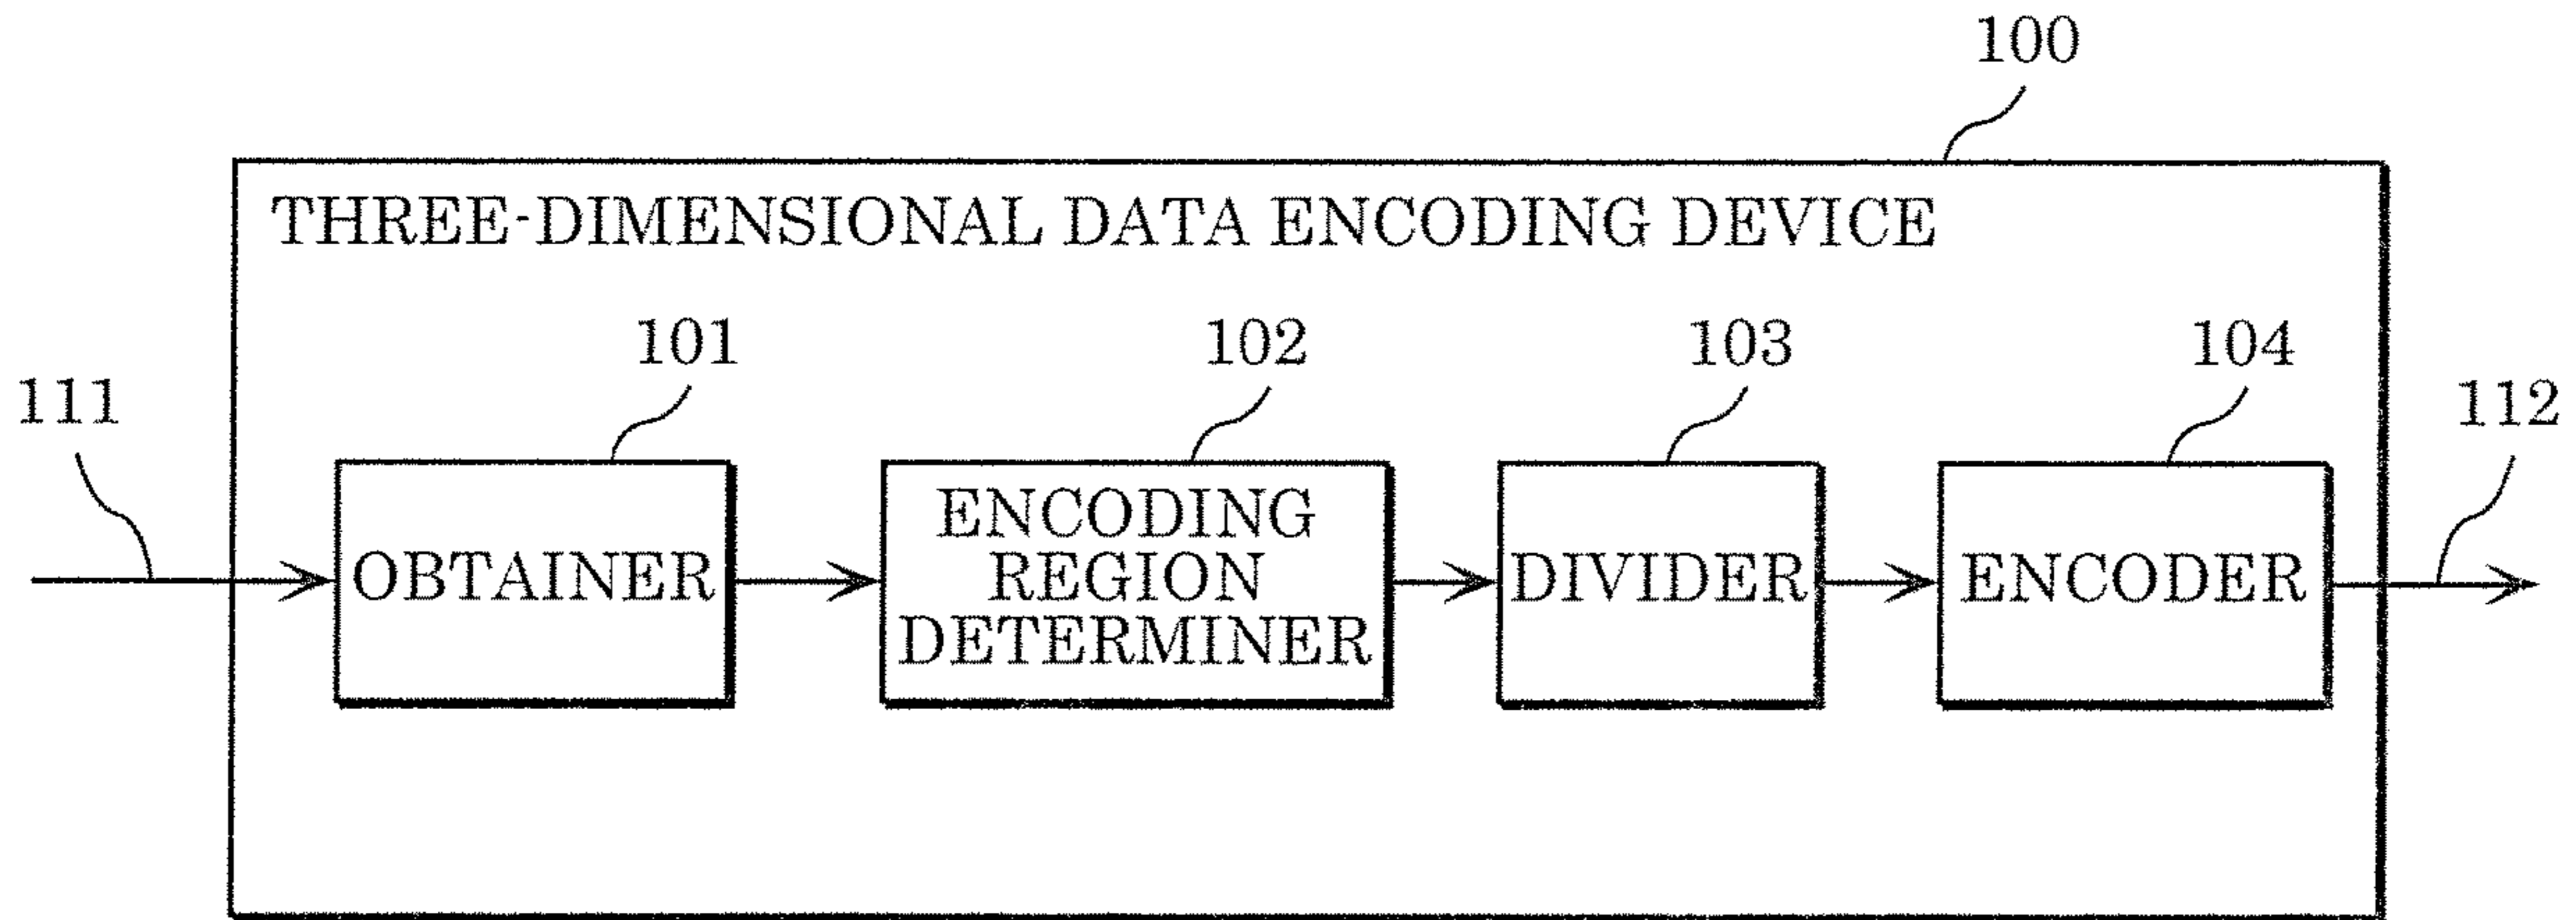 100
THREE-DIMENSIONAL DATA ENCODING DEVICE
101
102
103
104
111
112
OBTAINER
ENCODING
REGION
DETERMINER
DIVIDER
ENCODER